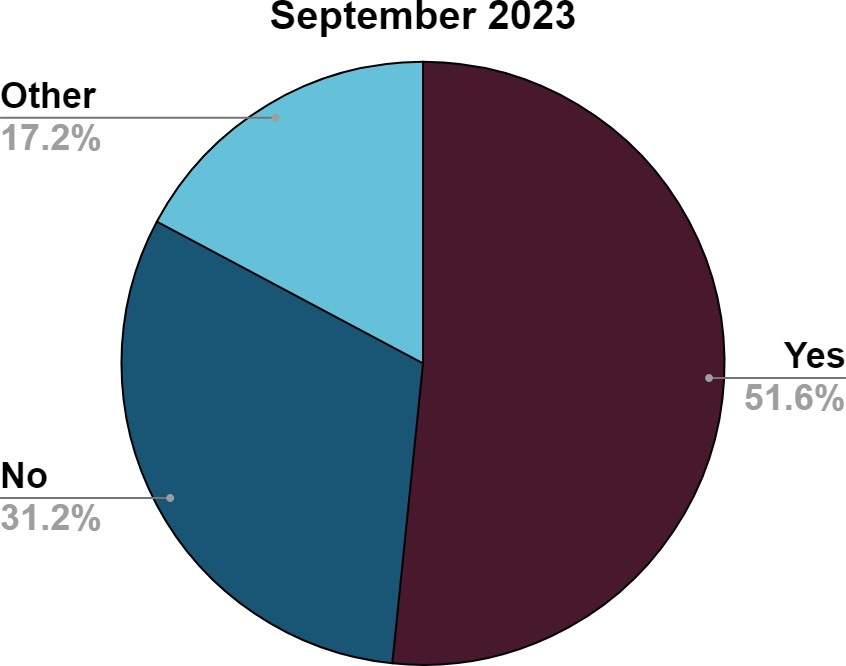 September 2023
Other
17.2%
Yes
51.6%
No
31.2%